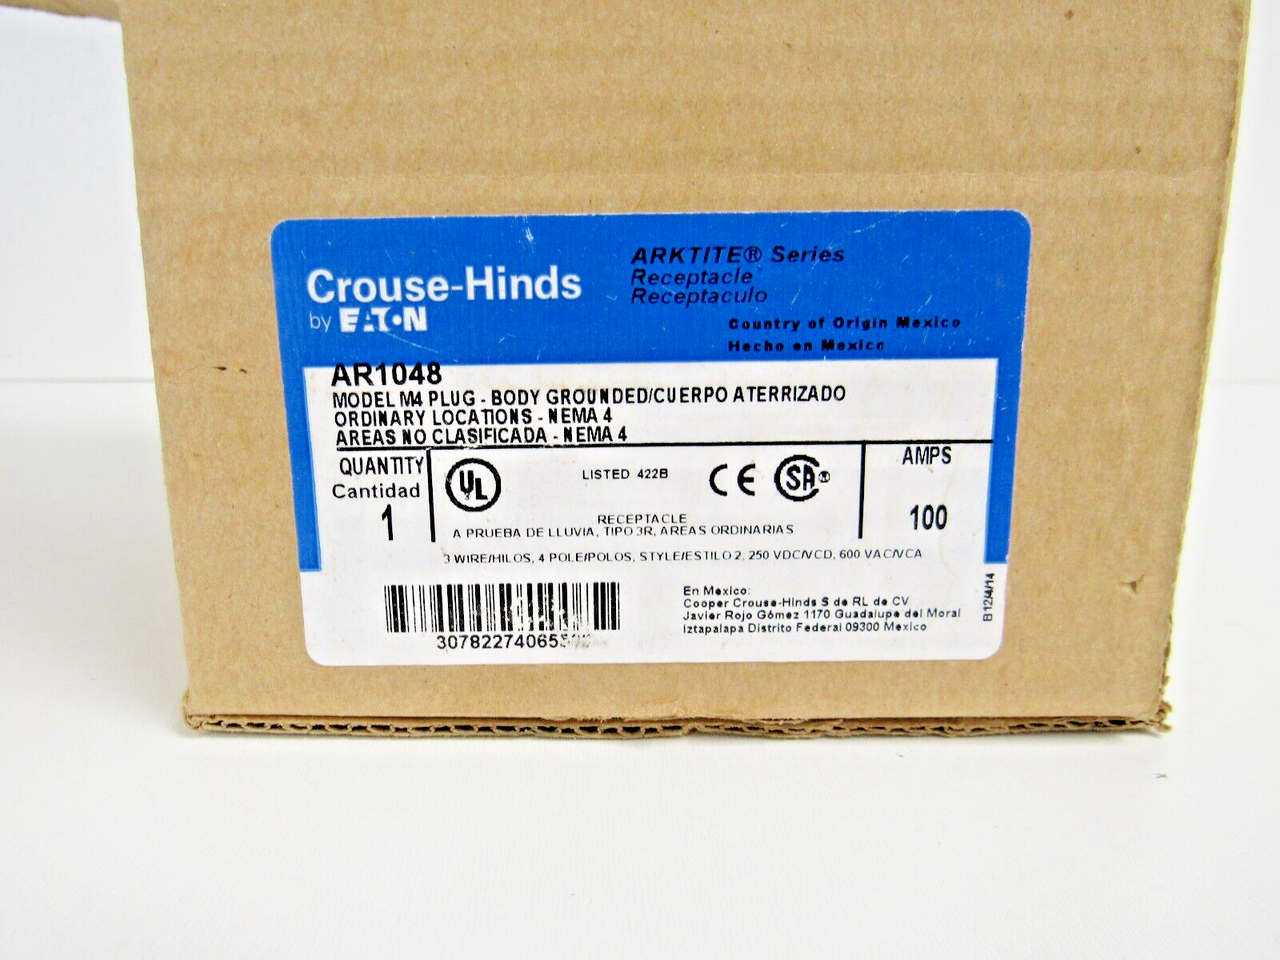 Crouse-Hinds
by EATON
ARKTITE® Series
Receptacle
Receptaculo
Country of Origin Mexico
Hecho en Mexico
AR1048
MODEL M4 PLUG - BODY GROUNDED/CUERPO ATERRIZADO
ORDINARY LOCATIONS - NEMA 4
AREAS NO CLASIFICADA - NEMA 4
QUANTITY
Cantidad
1
UL
LISTED 422B
CE
SA®
AMPS
100
RECEPTACLE
A PRUEBA DE LLUVIA, TIPO 3R, AREAS ORDINARIAS
3 WIRE/HILOS, 4 POLE/POLOS, STYLE/ESTILO 2, 250 VDC/VCD, 600 VAC/VCA
En Mexico:
Cooper Crouse-Hinds S de RL de CV
Javier Rojo Gómez 1170 Guadalupe del Moral
Iztapalapa Distrito Federal 09300 Mexico
B12/4/14